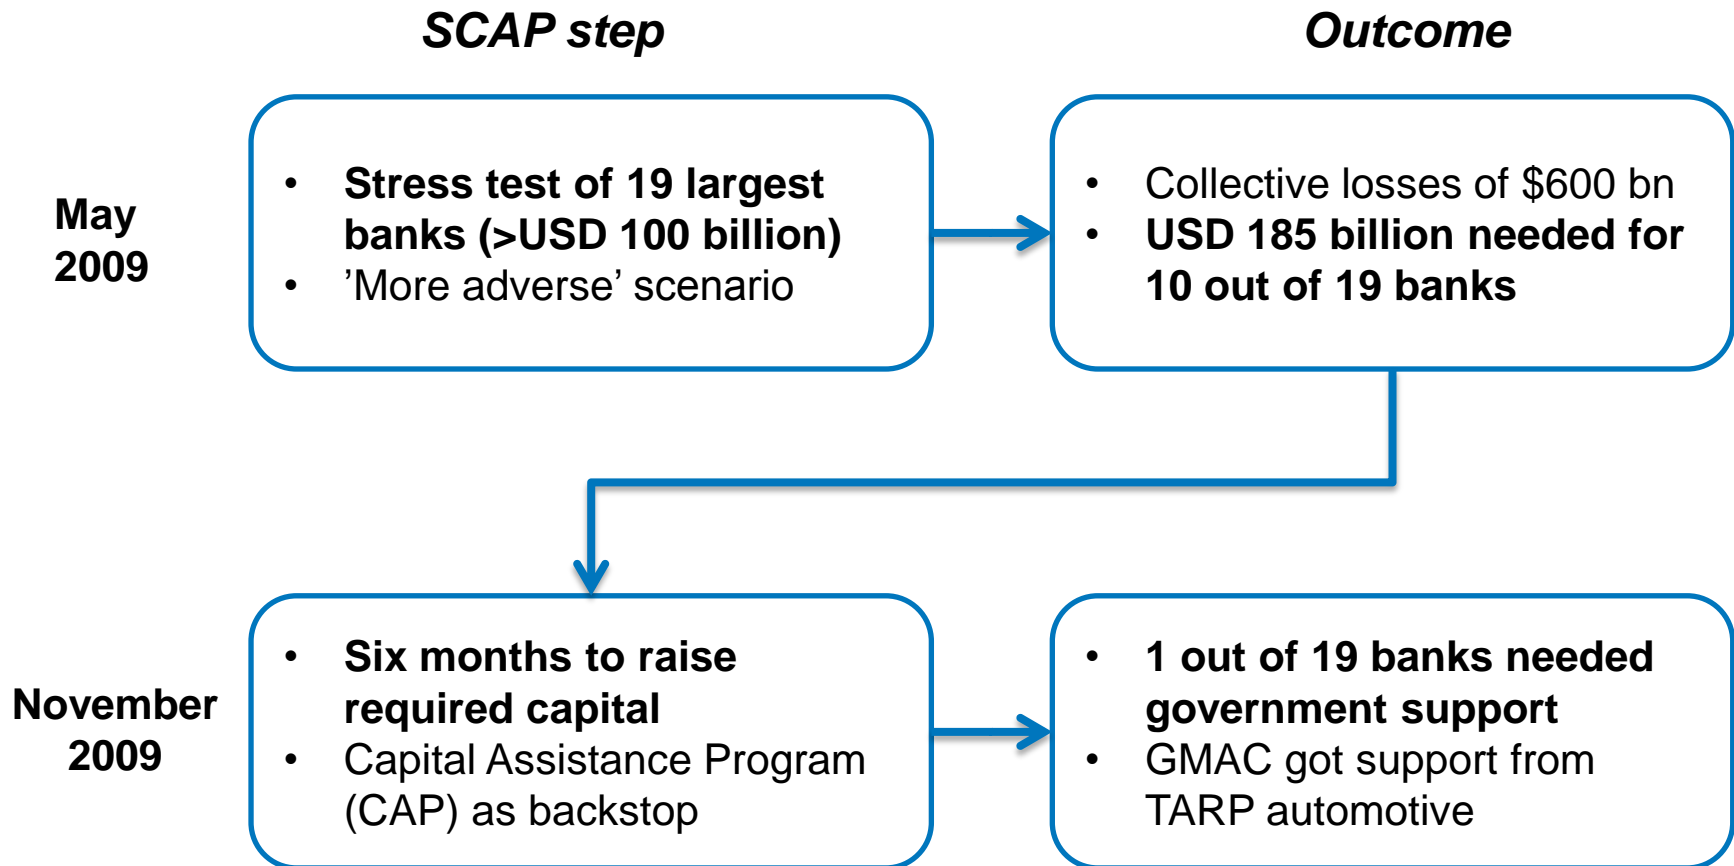 SCAP step
Outcome
May
2009
• Stress test of 19 largest
banks (>USD 100 billion)
• ’More adverse’ scenario
• Collective losses of $600 bn
• USD 185 billion needed for
10 out of 19 banks
November
2009
• Six months to raise
required capital
• Capital Assistance Program
(CAP) as backstop
• 1 out of 19 banks needed
government support
• GMAC got support from
TARP automotive